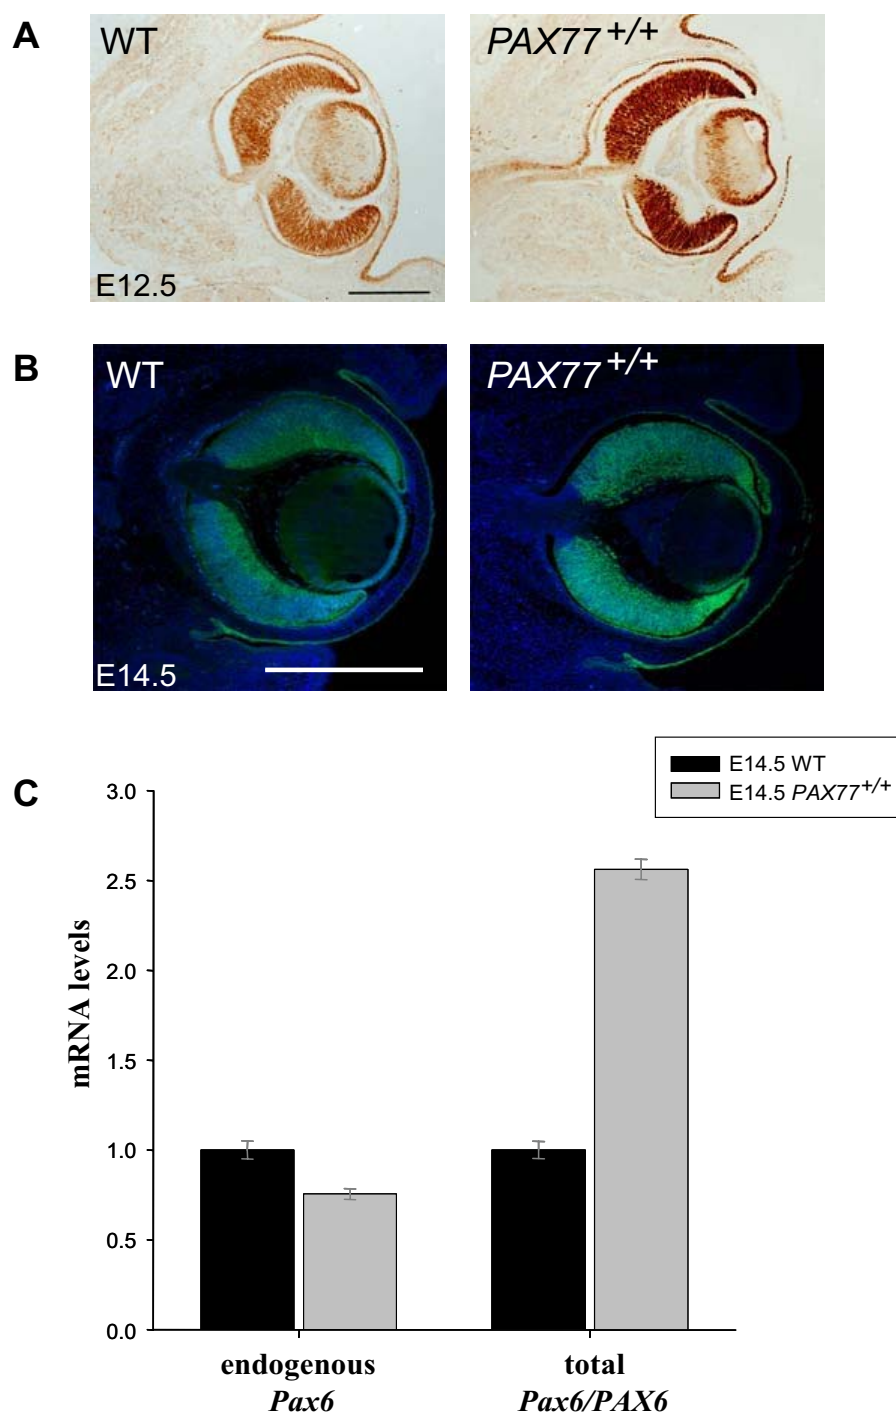 A
WT
PAX77+/+
E12.5
B
WT
PAX77+/+
E14.5
E14.5 WT
E14.5 PAX77+/+
C
3.0
2.5
2.0
1.5
1.0
0.5
0.0
mRNA levels
endogenous
Pax6
total
Pax6/PAX6